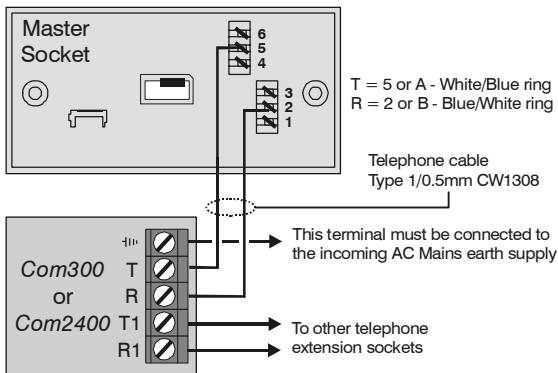 Master
Socket
6
5
4
3
2
1
T = 5 or A - White/Blue ring
R = 2 or B - Blue/White ring
Telephone cable
Type 1/0.5mm CW1308
This terminal must be connected to
the incoming AC Mains earth supply
Com300
or
Com2400
T
R
T1
R1
To other telephone
extension sockets